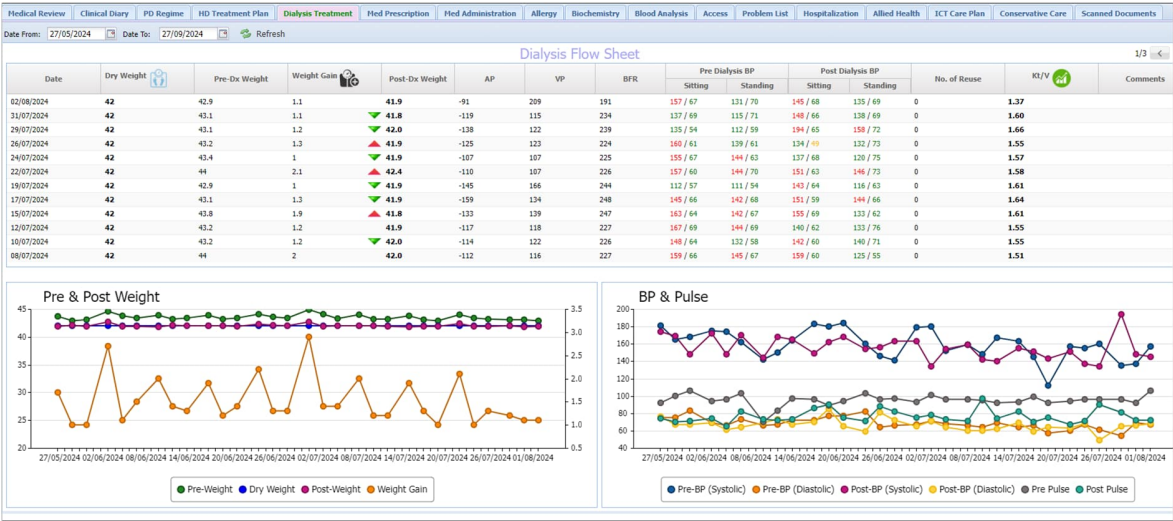 Medical Review Clinical Diary PD Regime HD Treatment Plan Dialysis Treatment Med Prescription Med Administration Allergy Biochemistry Blood Analysis Access Problem List Hospitalization Allied Health ICT Care Plan Conservative Care Scanned Documents
Date From: 27/05/2024 Date To: 27/09/2024 Refresh
Dialysis Flow Sheet 1/3 <
Date Dry Weight Pre-Dx Weight Weight Gain Post-Dx Weight AP VP BFR Pre Dialysis BP Post Dialysis BP No. of Reuse Kt/V Comments
Sitting Standing Sitting Standing
02/08/2024 42 42.9 1.1 41.9 -91 209 191 157 / 67 131 / 70 145 / 68 135 / 69 0 1.37
31/07/2024 42 43.1 1.1 41.8 -119 115 234 137 / 69 115 / 71 148 / 66 138 / 69 0 1.60
29/07/2024 42 43.1 1.2 42.0 -138 122 239 135 / 54 112 / 59 194 / 65 158 / 72 0 1.66
26/07/2024 42 43.2 1.3 41.9 -125 123 224 160 / 61 139 / 61 134 / 49 132 / 73 0 1.55
24/07/2024 42 43.4 1 41.9 -107 107 225 155 / 67 144 / 63 137 / 68 120 / 75 0 1.57
22/07/2024 42 44 2.1 42.4 -110 107 226 157 / 60 144 / 70 151 / 63 146 / 73 0 1.58
19/07/2024 42 42.9 1 41.9 -145 166 244 112 / 57 111 / 54 143 / 64 116 / 63 0 1.61
17/07/2024 42 43.1 1.3 41.9 -159 134 248 145 / 66 142 / 68 151 / 59 144 / 66 0 1.64
15/07/2024 42 43.8 1.9 41.8 -133 139 247 163 / 64 142 / 67 155 / 69 133 / 62 0 1.61
12/07/2024 42 43.2 1.2 41.9 -117 118 227 167 / 69 144 / 69 140 / 62 133 / 76 0 1.55
10/07/2024 42 43.2 1.2 42.0 -114 122 226 148 / 64 132 / 58 142 / 60 140 / 71 0 1.55
08/07/2024 42 44 2 42.0 -112 116 227 159 / 66 145 / 67 159 / 60 125 / 55 0 1.51
Pre & Post Weight
45 3.5
40 3.0
2.5
35 2.0
30 1.5
25 1.0
20 0.5
27/05/2024 02/06/2024 08/06/2024 14/06/2024 20/06/2024 26/06/2024 02/07/2024 08/07/2024 14/07/2024 20/07/2024 26/07/2024 01/08/2024
Pre-Weight Dry Weight Post-Weight Weight Gain
BP & Pulse
200
180
160
140
120
100
80
60
40
27/05/2024 02/06/2024 08/06/2024 14/06/2024 20/06/2024 26/06/2024 02/07/2024 08/07/2024 14/07/2024 20/07/2024 26/07/2024 01/08/2024
Pre-BP (Systolic) Pre-BP (Diastolic) Post-BP (Systolic) Post-BP (Diastolic) Pre Pulse Post Pulse